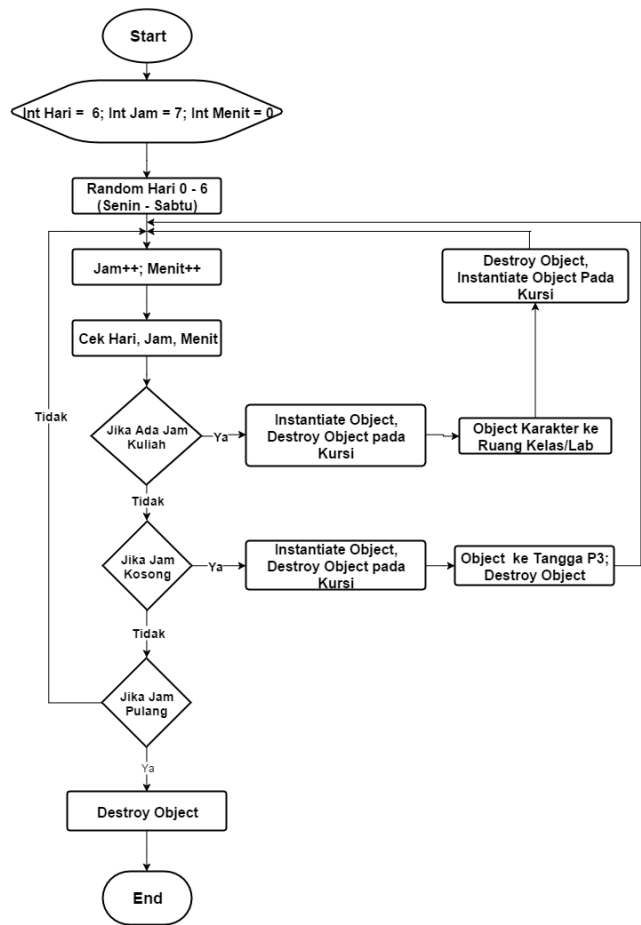 Start
Int Hari = 6; Int Jam = 7; Int Menit = 0
Random Hari 0 - 6
(Senin - Sabtu)
Jam++; Menit++
Destroy Object,
Instantiate Object Pada
Kursi
Cek Hari, Jam, Menit
Tidak
Jika Ada Jam
Kuliah
Ya
Instantiate Object,
Destroy Object pada
Kursi
Object Karakter ke
Ruang Kelas/Lab
Tidak
Jika Jam
Kosong
Ya
Instantiate Object,
Destroy Object pada
Kursi
Object ke Tangga P3;
Destroy Object
Tidak
Jika Jam
Pulang
Ya
Destroy Object
End